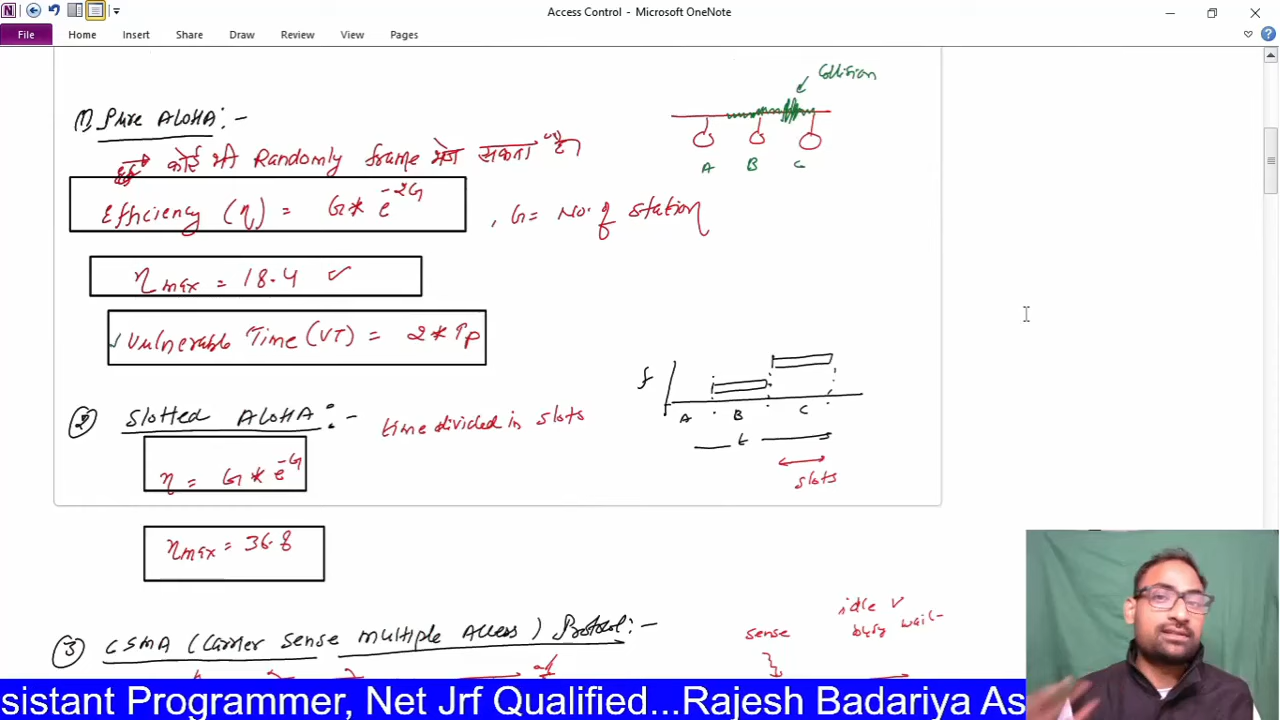 Access Control - Microsoft OneNote
File Home Insert Share Draw Review View Pages
Collision
1) Pure ALOHA :-
कोई भी Randomly frame भेज सकता है
A B C
Efficiency (η) = G * e^-2G , G = No. of station
ηmax = 18.4 ✓
✓ Vulnerable Time (VT) = 2 * Tp
f
A B C
② Slotted ALOHA :- time divided in slots
t
η = G * e^-G
slots
ηmax = 36.8
idle ✓
③ CSMA (Carrier Sense Multiple Access) Protocol :-
sense
busy wait-
sistant Programmer, Net Jrf Qualified...Rajesh Badariya As